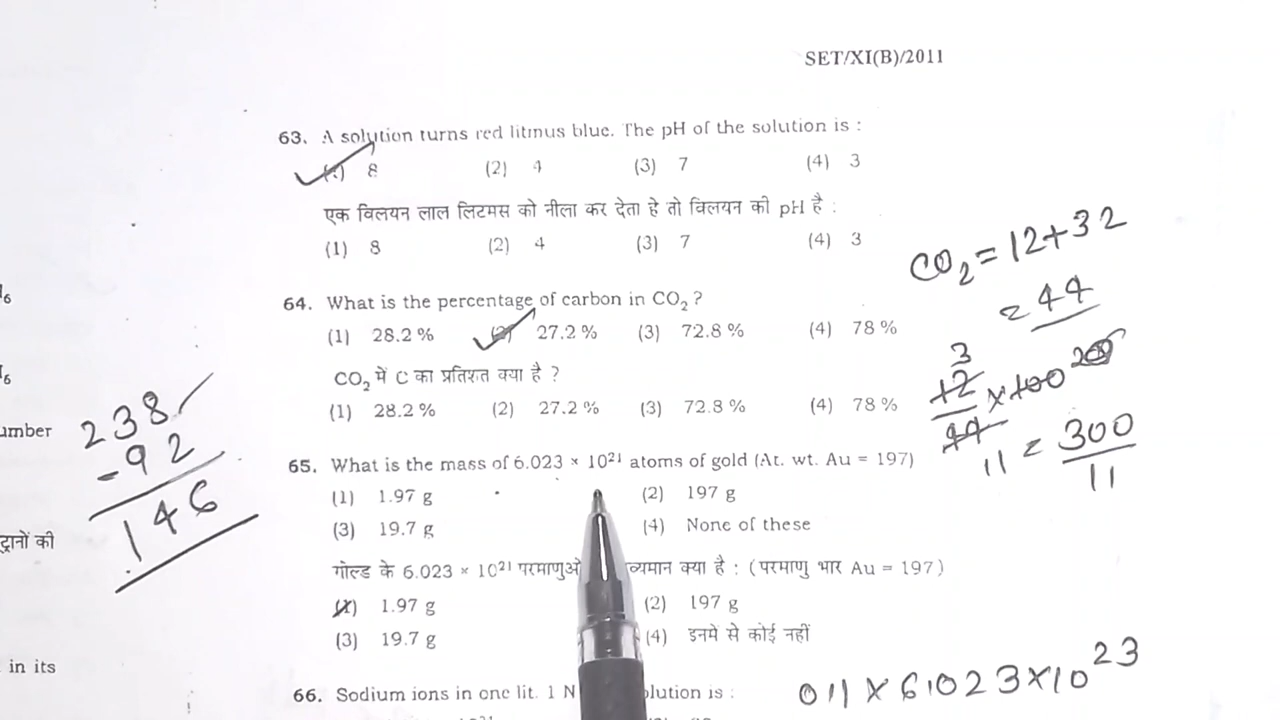 SET/XI(B)/2011
63. A solution turns red litmus blue. The pH of the solution is :
8 (2) 4 (3) 7 (4) 3
एक विलयन लाल लिटमस को नीला कर देता हे तो विलयन की pH है :
(1) 8 (2) 4 (3) 7 (4) 3
CO2 = 12+32
= 44
64. What is the percentage of carbon in CO2 ?
(1) 28.2 % (2) 27.2 % (3) 72.8 % (4) 78 %
CO2 में C का प्रतिशत क्या है ?
(1) 28.2 % (2) 27.2 % (3) 72.8 % (4) 78 %
3
12 × 100
44
11 = 300
11
6
6
umber
238
- 92
146
65. What is the mass of 6.023 × 10²¹ atoms of gold (At. wt. Au = 197)
(1) 1.97 g (2) 197 g
(3) 19.7 g (4) None of these
ट्रानों की
गोल्ड के 6.023 × 10²¹ परमाणुओ व्यमान क्या है : (परमाणु भार Au = 197)
(1) 1.97 g (2) 197 g
(3) 19.7 g (4) इनमें से कोई नहीं
in its
66. Sodium ions in one lit. 1 N lution is :
0.1 × 6.023 × 10²³